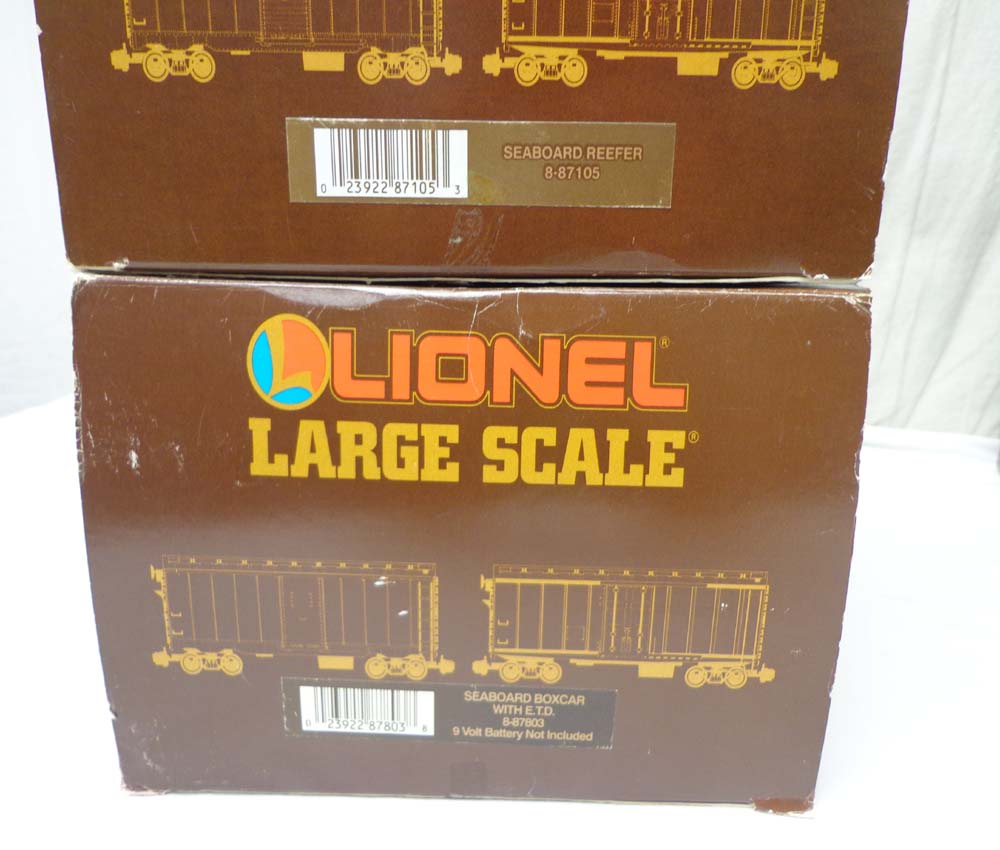 SEABOARD REEFER
8-87105
0 23922 87105 3
LIONEL®
LARGE SCALE®
SEABOARD BOXCAR
WITH E.T.D.
8-87803
9 Volt Battery Not Included
0 23922 87803 8